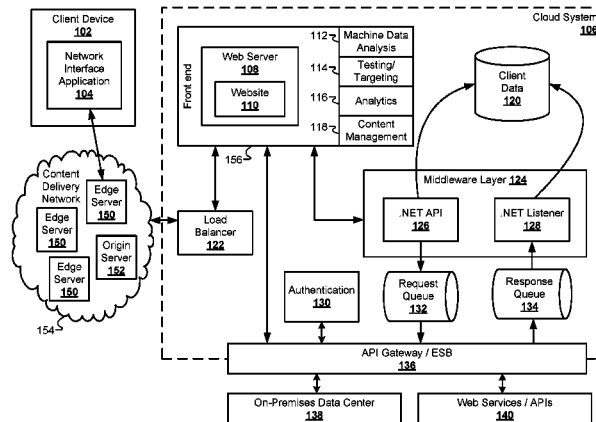 Client Device
102
Network
Interface
Application
104
Content
Delivery
Network
Edge
Server
150
Edge
Server
150
Origin
Server
152
Edge
Server
150
154
Cloud System
106
Front end
Web Server
108
Website
110
112
Machine Data
Analysis
114
Testing/
Targeting
116
Analytics
118
Content
Management
156
Client
Data
120
Load
Balancer
122
Middleware Layer 124
.NET API
126
.NET Listener
128
Authentication
130
Request
Queue
132
Response
Queue
134
API Gateway / ESB
136
On-Premises Data Center
138
Web Services / APIs
140